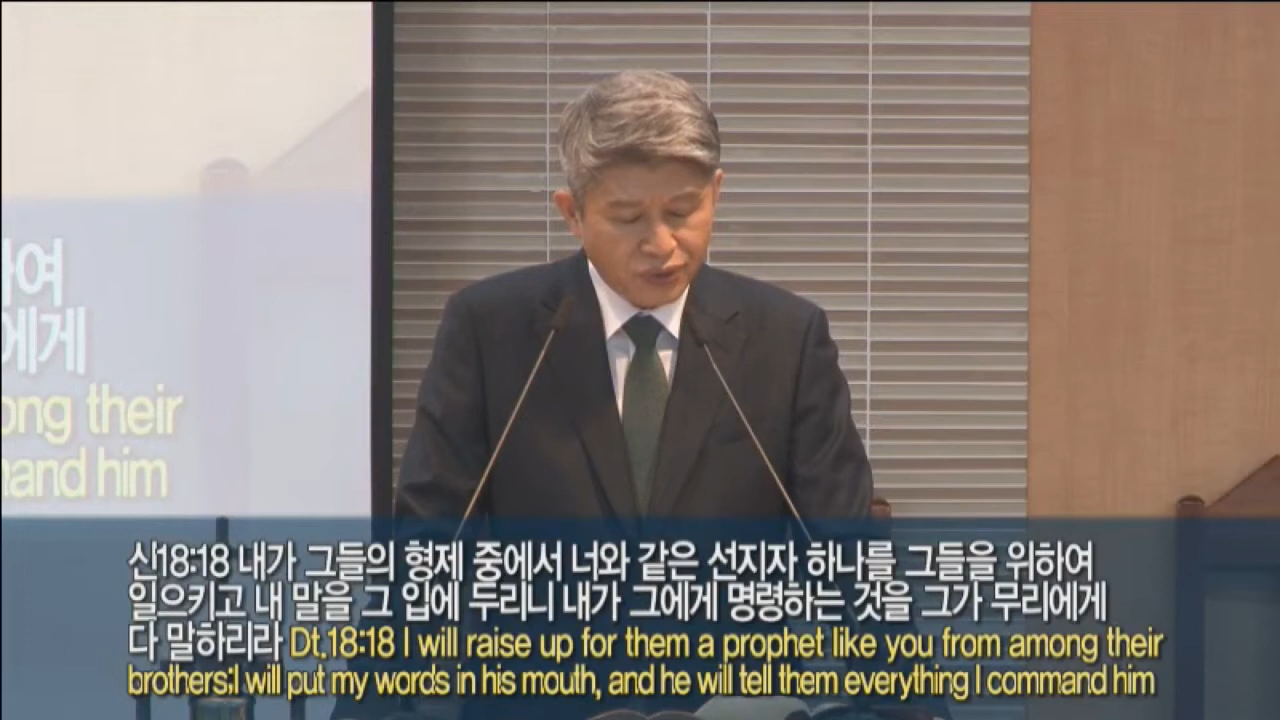 하여
에게
ong their
mand him
신18:18 내가 그들의 형제 중에서 너와 같은 선지자 하나를 그들을 위하여
일으키고 내 말을 그 입에 두리니 내가 그에게 명령하는 것을 그가 무리에게
다 말하리라 Dt.18:18 I will raise up for them a prophet like you from among their
brothers;I will put my words in his mouth, and he will tell them everything I command him